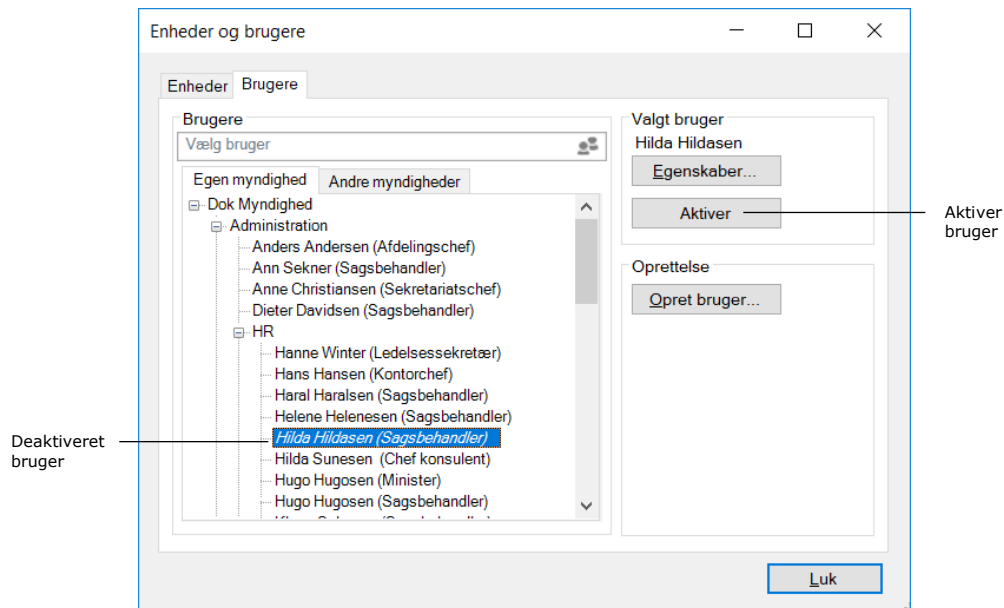 Enheder og brugere
Enheder
Brugere
Brugere
Vælg bruger
Egen myndighed
Andre myndigheder
Dok Myndighed
Administration
Anders Andersen (Afdelingschef)
Ann Sekner (Sagsbehandler)
Anne Christiansen (Sekretariatschef)
Dieter Davidsen (Sagsbehandler)
HR
Hanne Winter (Ledelsessekretær)
Hans Hansen (Kontorchef)
Haral Haralsen (Sagsbehandler)
Helene Helenesen (Sagsbehandler)
Hilda Hildasen (Sagsbehandler)
Hilda Sunesen (Chef konsulent)
Hugo Hugosen (Minister)
Hugo Hugosen (Sagsbehandler)
Valgt bruger
Hilda Hildasen
Egenskaber...
Aktiver
Oprettelse
Opret bruger...
Luk
Deaktiveret
bruger
Aktiver
bruger